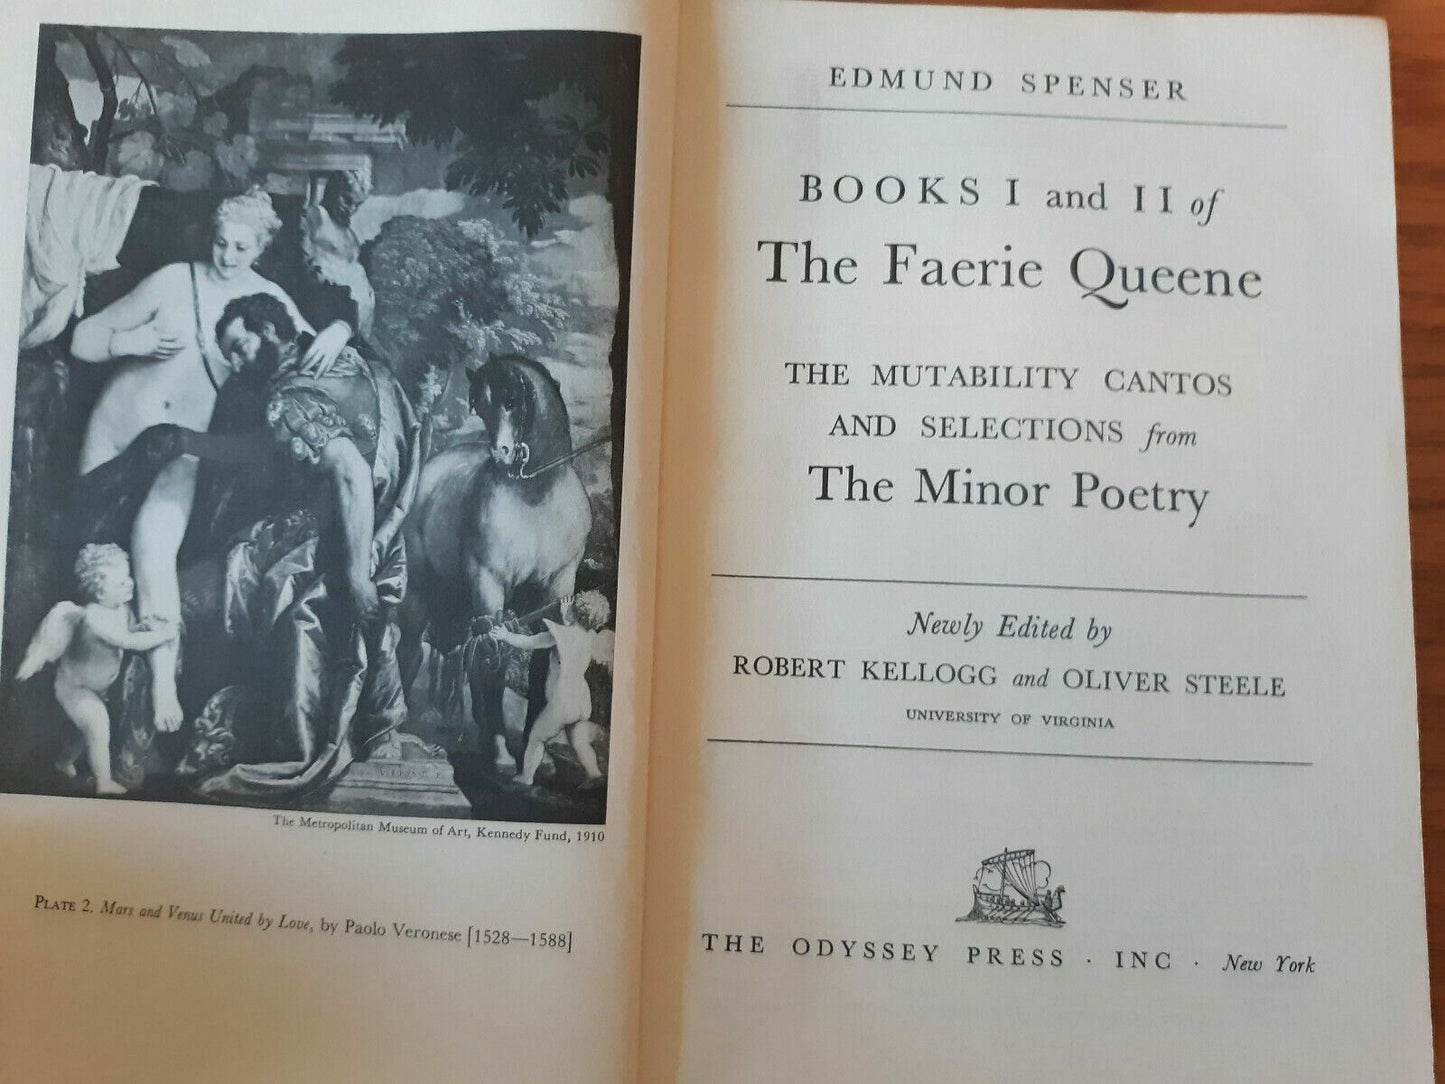 The Metropolitan Museum of Art, Kennedy Fund, 1910
PLATE 2. Mars and Venus United by Love, by Paolo Veronese [1528—1588]
EDMUND SPENSER
BOOKS I and II of
The Faerie Queene
THE MUTABILITY CANTOS
AND SELECTIONS from
The Minor Poetry
Newly Edited by
ROBERT KELLOGG and OLIVER STEELE
UNIVERSITY OF VIRGINIA
THE ODYSSEY PRESS · INC · New York